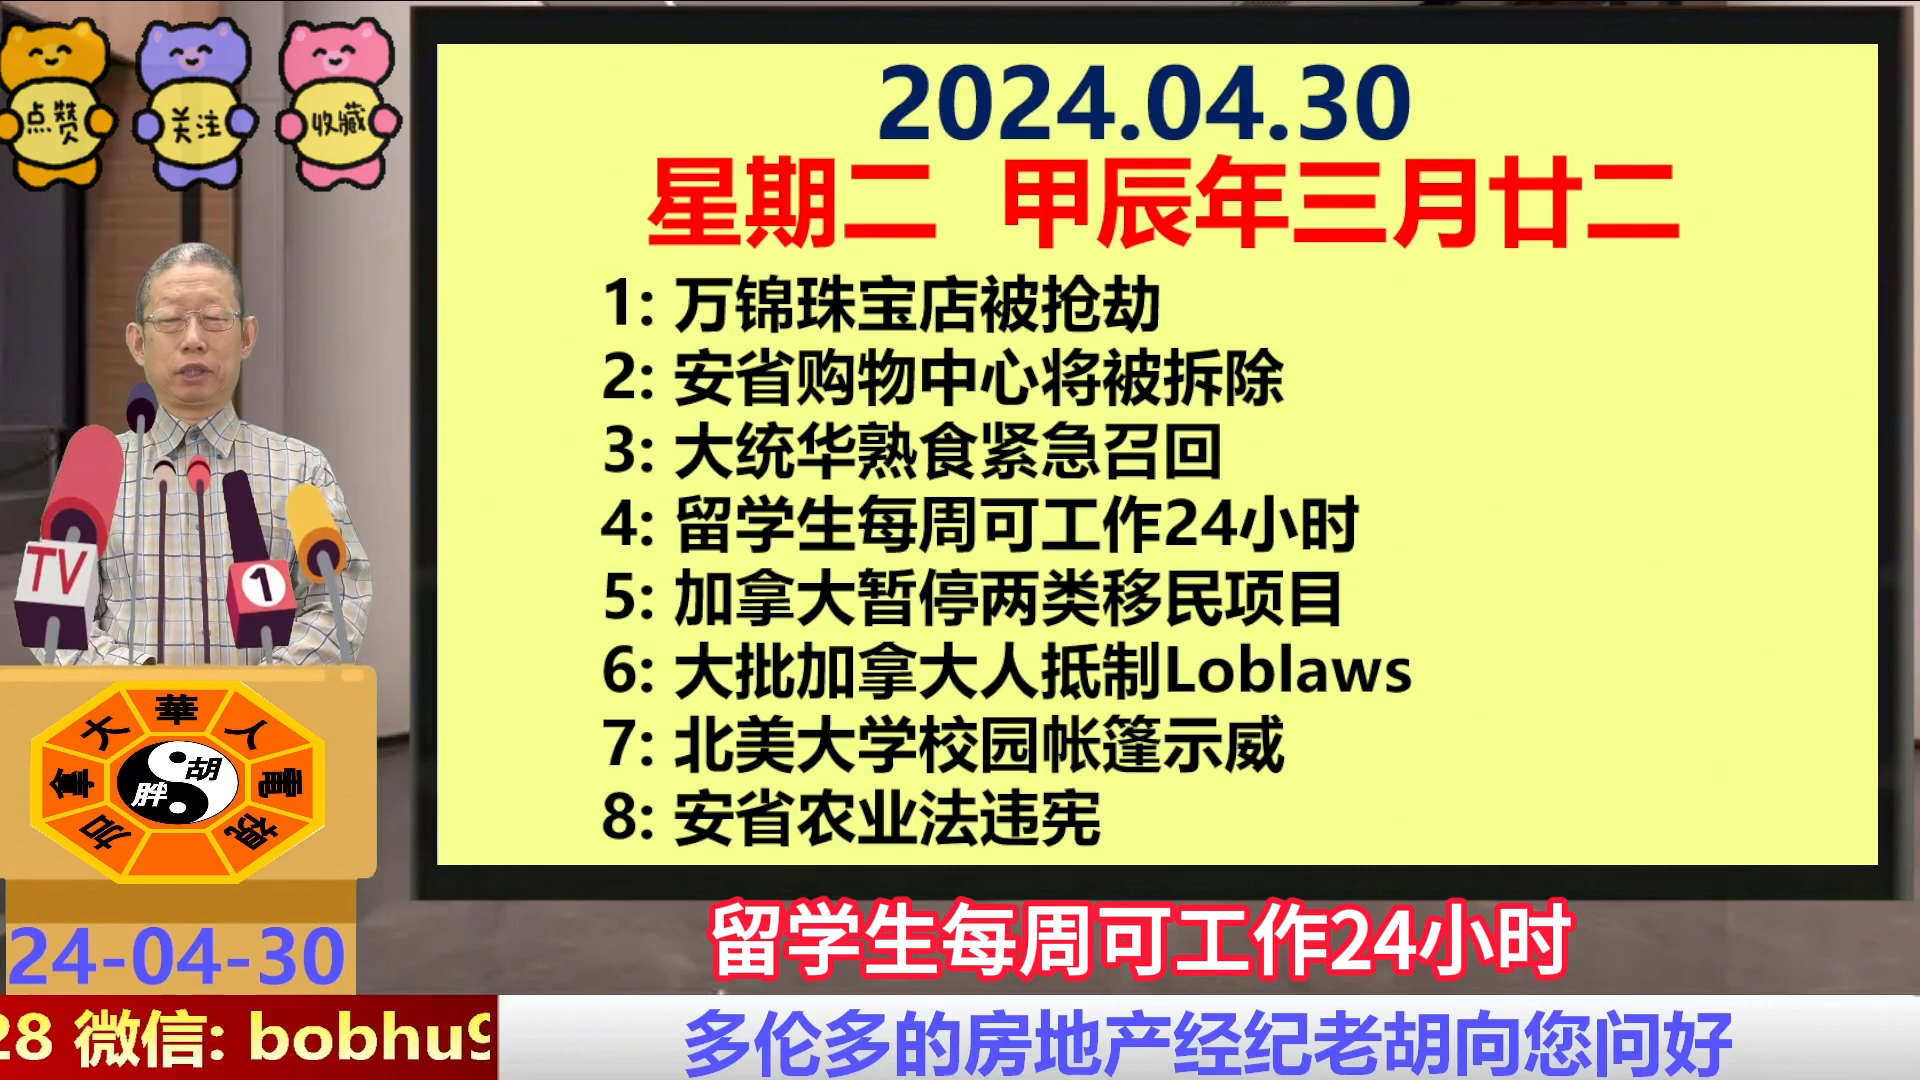 点赞
关注
收藏
2024.04.30
星期二 甲辰年三月廿二
1: 万锦珠宝店被抢劫
2: 安省购物中心将被拆除
3: 大统华熟食紧急召回
4: 留学生每周可工作24小时
5: 加拿大暂停两类移民项目
6: 大批加拿大人抵制Loblaws
7: 北美大学校园帐篷示威
8: 安省农业法违宪
TV
1
加拿大華人電視
胡
胖
24-04-30
留学生每周可工作24小时
28 微信: bobhu9
多伦多的房地产经纪老胡向您问好